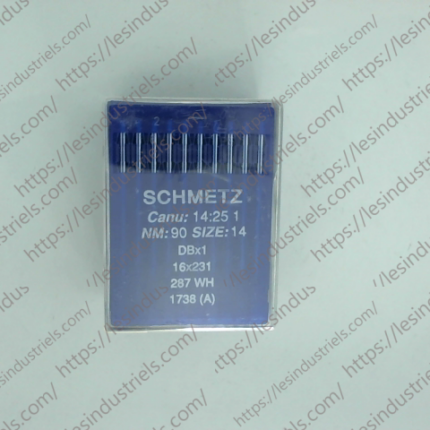 SCHMETZ
Canu: 14:25 1
NM: 90 SIZE: 14
DBx1
16x231
287 WH
1738 (A)
https://lesindustriels.com/